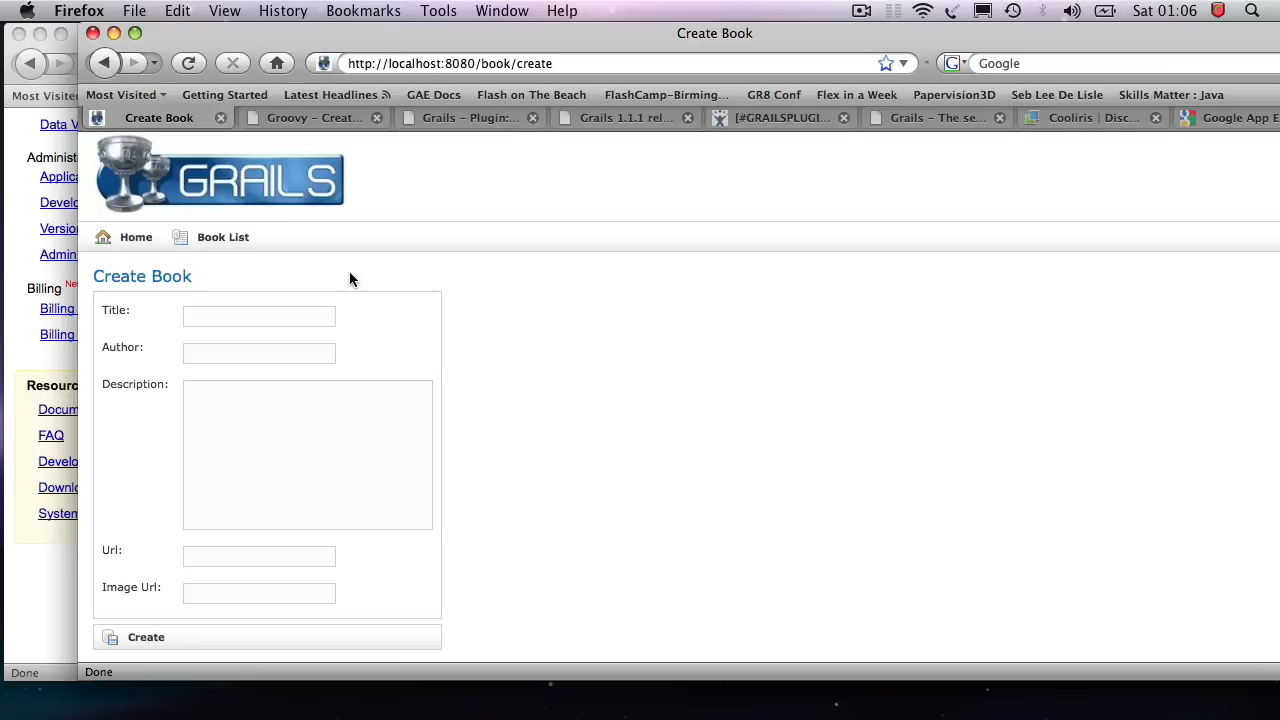 Firefox File Edit View History Bookmarks Tools Window Help Sat 01:06
Create Book
http://localhost:8080/book/create Google
Most Visited
Most Visited Getting Started Latest Headlines GAE Docs Flash on The Beach FlashCamp-Birming... GR8 Conf Flex in a Week Papervision3D Seb Lee De Lisle Skills Matter : Java
Create Book Groovy – Creat... Grails – Plugin:... Grails 1.1.1 rel... [#GRAILSPLUGI... Grails – The se... Cooliris | Disc... Google App E
Data V
Adminis
Applica
Develo
Version
Admin
Billing Ne
Billing
Billing
Resourc
Docum
FAQ
Develo
Downlo
System
Done
GRAILS
Home Book List
Create Book
Title:
Author:
Description:
Url:
Image Url:
Create
Done